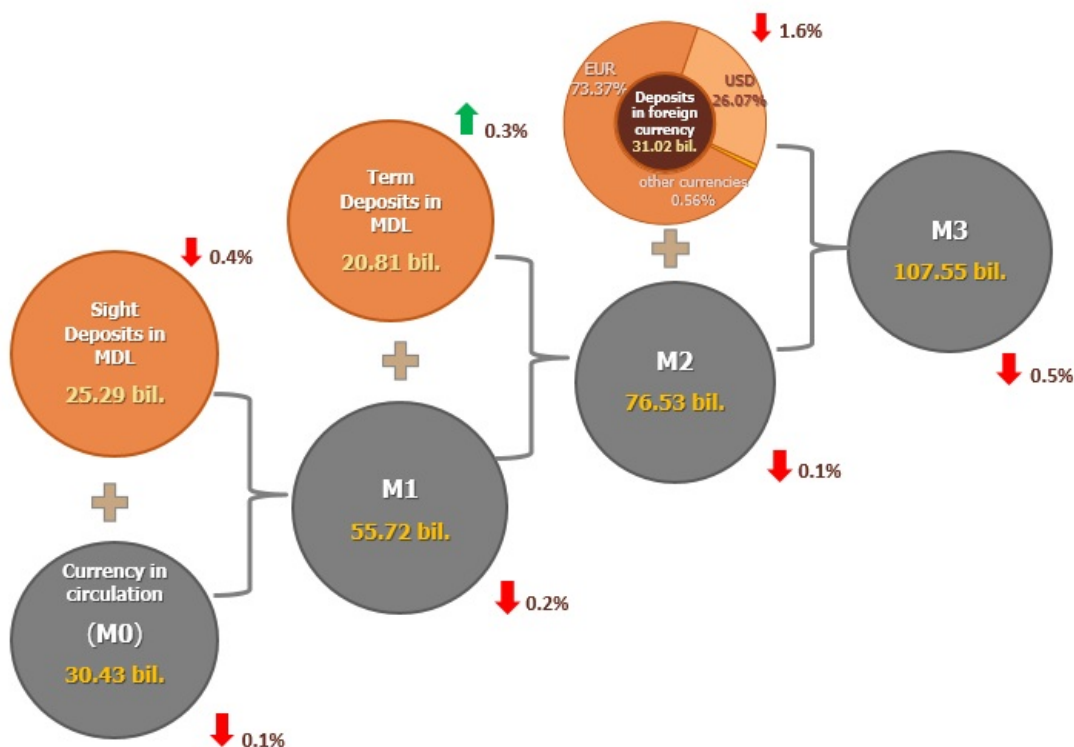 1.6%
EUR
73.37%
USD
26.07%
Deposits
in foreign
currency
31.02 bil.
other currencies
0.56%
0.3%
Term
Deposits in
MDL
20.81 bil.
M3
107.55 bil.
0.5%
0.4%
Sight
Deposits in
MDL
25.29 bil.
M2
76.53 bil.
0.1%
M1
55.72 bil.
0.2%
Currency in
circulation
(M0)
30.43 bil.
0.1%